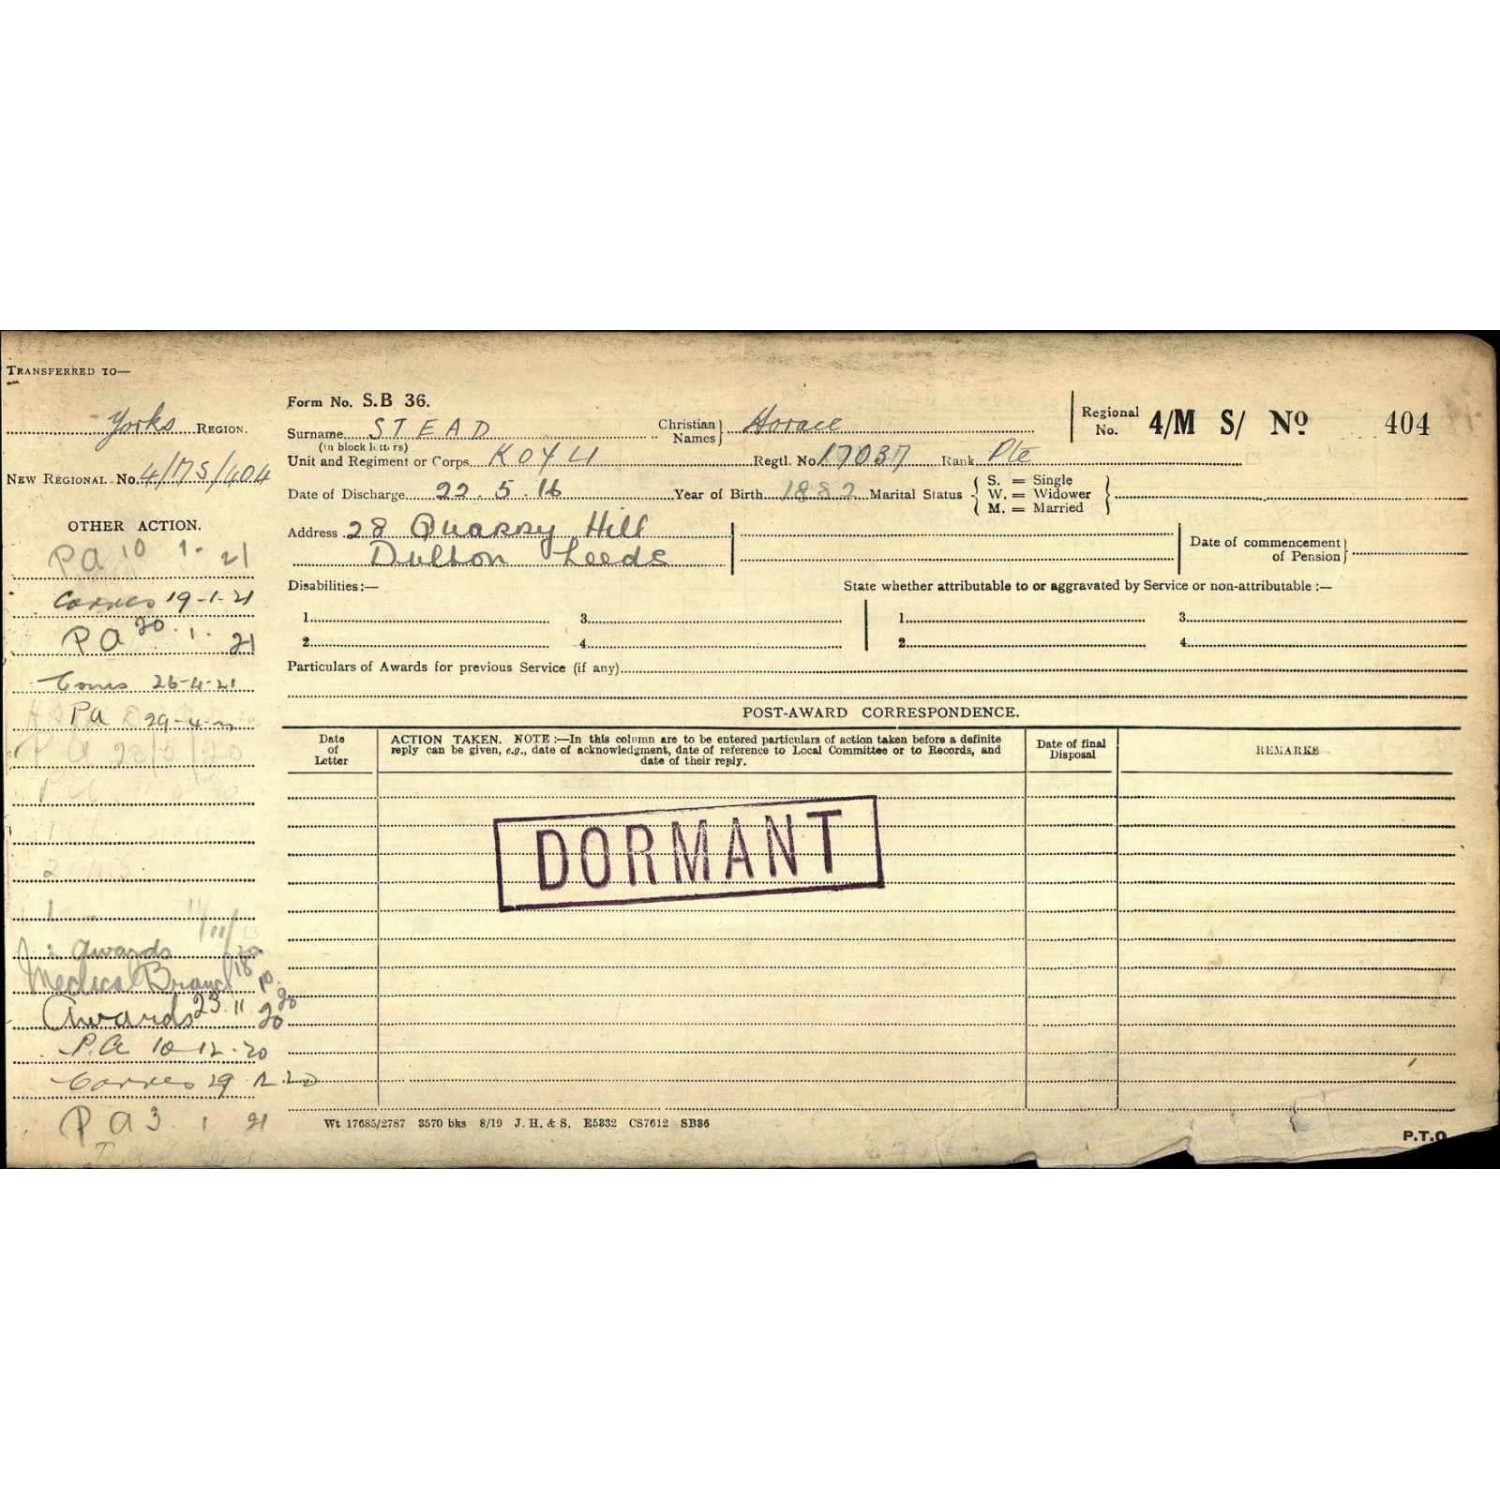 TRANSFERRED TO—
Yorks REGION.
NEW REGIONAL No. 4/MS/404
OTHER ACTION.
PA 10 1. 21
Corres 19-1-21
PA 20. 1. 21
Corres 26-4-21
PA 29-4-21
Awards
Medical Branch 18
Awards 23.11 20
P.A 10-12-20
Corres 29 12.20
PA 3 1 21
Form No. S.B 36.
Surname STEAD Christian Names Horace
(in block letters)
Regional No. 4/M S/ No 404
Unit and Regiment or Corps KOYLI Regtl. No. 17037 Rank Pte
Date of Discharge 22.5.16 Year of Birth 1882 Marital Status
S. = Single
W. = Widower
M. = Married
Address 28 Quarry Hill
Oulton Leeds
Date of commencement of Pension
Disabilities:— State whether attributable to or aggravated by Service or non-attributable:—
1. 3. 1. 3.
2. 4. 2. 4.
Particulars of Awards for previous Service (if any)
POST-AWARD CORRESPONDENCE.
Date of Letter
ACTION TAKEN. NOTE:—In this column are to be entered particulars of action taken before a definite
reply can be given, e.g., date of acknowledgment, date of reference to Local Committee or to Records, and
date of their reply.
Date of final Disposal
REMARKS
DORMANT
Wt 17685/2787 3570 bks 8/19 J. H. & S. E5332 CS7612 SB36
P.T.O